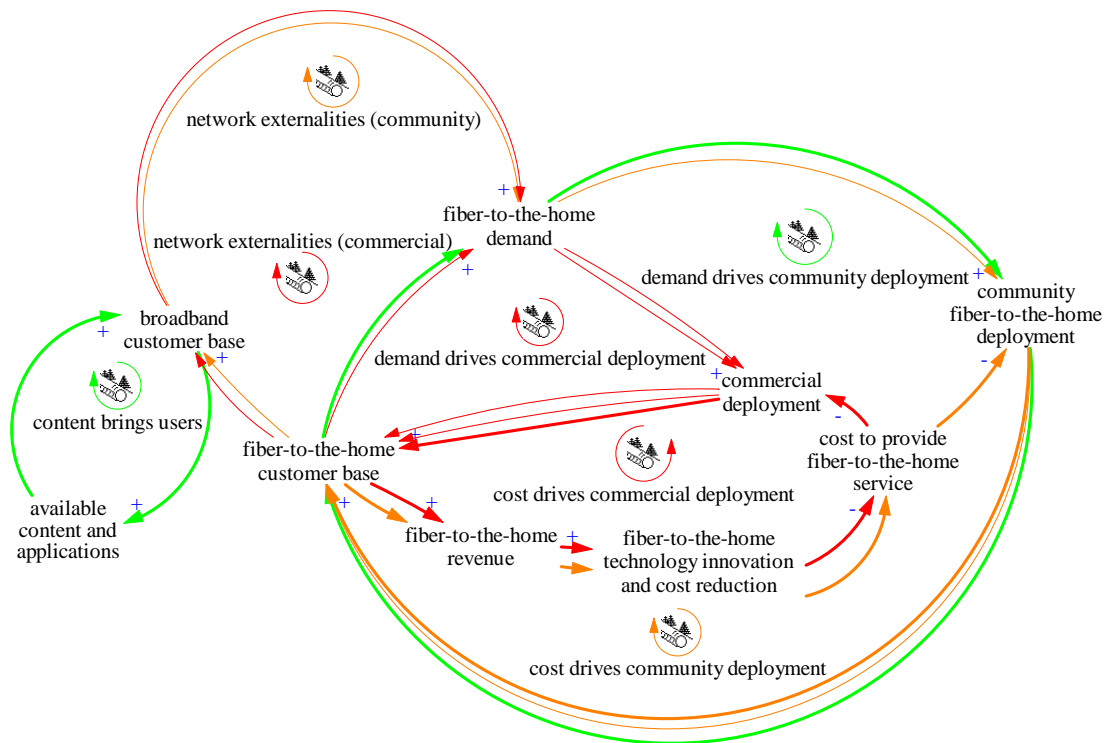 network externalities (community)
+
fiber-to-the-home
demand
network externalities (commercial)
+
demand drives community deployment
+
community
fiber-to-the-home
deployment
-
broadband
customer base
+
+
demand drives commercial deployment
+
commercial
deployment
-
content brings users
fiber-to-the-home
customer base
+
+
+
cost to provide
fiber-to-the-home
service
-
cost drives commercial deployment
available
content and
applications
+
fiber-to-the-home
revenue
+
fiber-to-the-home
technology innovation
and cost reduction
cost drives community deployment